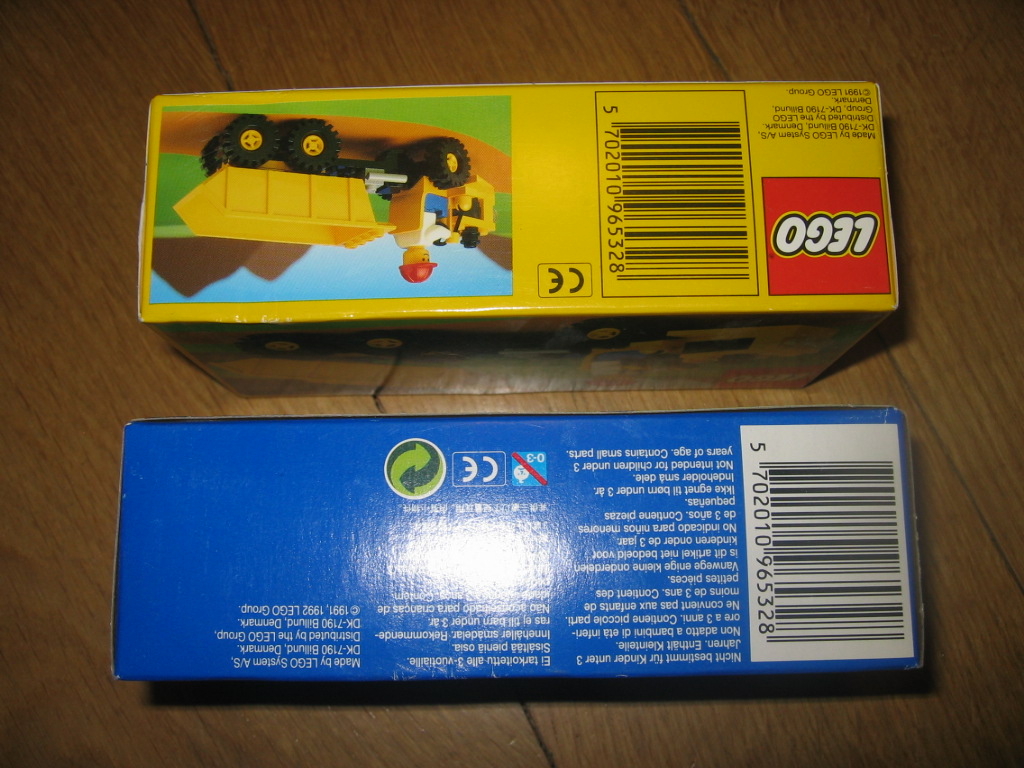 Made by LEGO System A/S,
DK-7190 Billund, Denmark.
Distributed by the LEGO
Group, DK-7190 Billund,
Denmark.
©1991 LEGO Group.
LEGO
5 702010 965328
CE
Nicht bestimmt für Kinder unter 3
Jahren. Enthält Kleinteile.
Non adatto a bambini di età inferi-
ore a 3 anni. Contiene piccole parti.
Ne convient pas aux enfants de
moins de 3 ans. Contient des
petites pièces.
Vanwege enige kleine onderdelen
is dit artikel niet bedoeld voor
kinderen onder de 3 jaar.
No indicado para niños menores
de 3 años. Contiene piezas
pequeñas.
Ikke egnet til børn under 3 år.
Indeholder små dele.
Not intended for children under 3
years of age. Contains small parts.
5 702010 965328
Ei tarkoitettu alle 3-vuotiaille.
Sisältää pieniä osia.
Innehåller smådelar. Rekommende-
ras ej till barn under 3 år.
Não aconselhado para crianças
0-3
CE
Made by LEGO System A/S,
DK-7190 Billund, Denmark.
Distributed by the LEGO Group,
DK-7190 Billund, Denmark.
© 1991, 1992 LEGO Group.